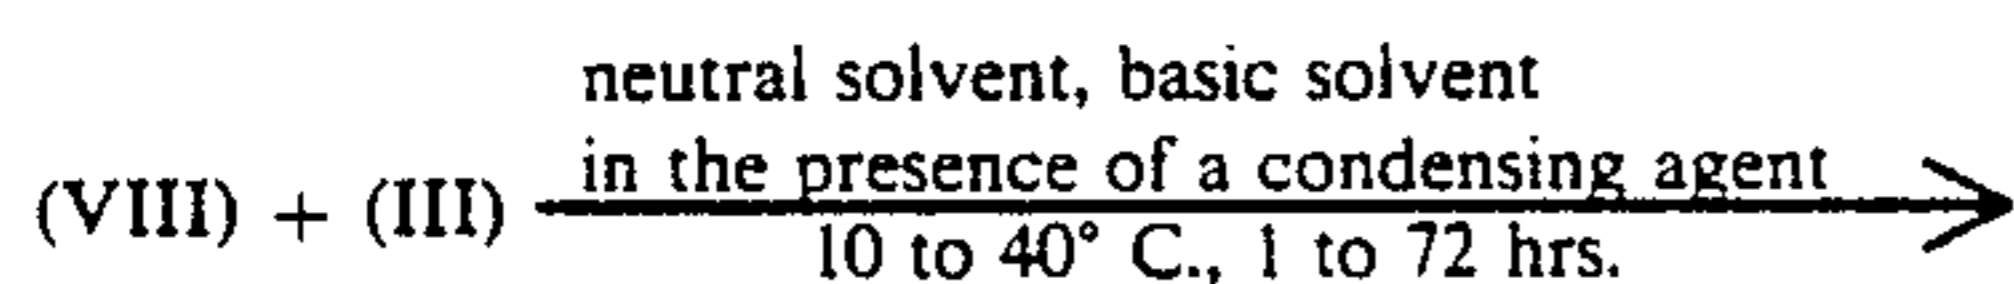 neutral solvent, basic solvent
in the presence of a condensing agent
(VIII) + (III)
10 to 40° C., 1 to 72 hrs.